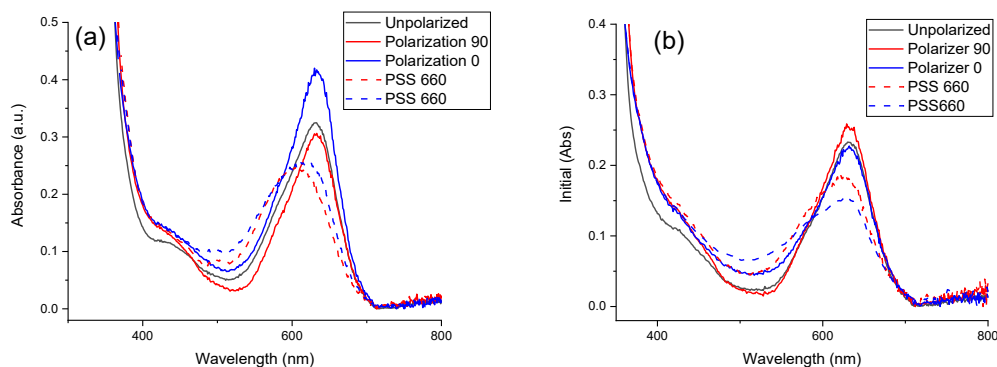 (a)
Unpolarized
Polarization 90
Polarization 0
PSS 660
PSS 660
0.5
0.4
0.3
0.2
0.1
0.0
Absorbance (a.u.)
400
600
800
Wavelength (nm)
(b)
Unpolarized
Polarizer 90
Polarizer 0
PSS 660
PSS660
0.4
0.3
0.2
0.1
0.0
Initial (Abs)
400
500
600
700
800
Wavelength (nm)